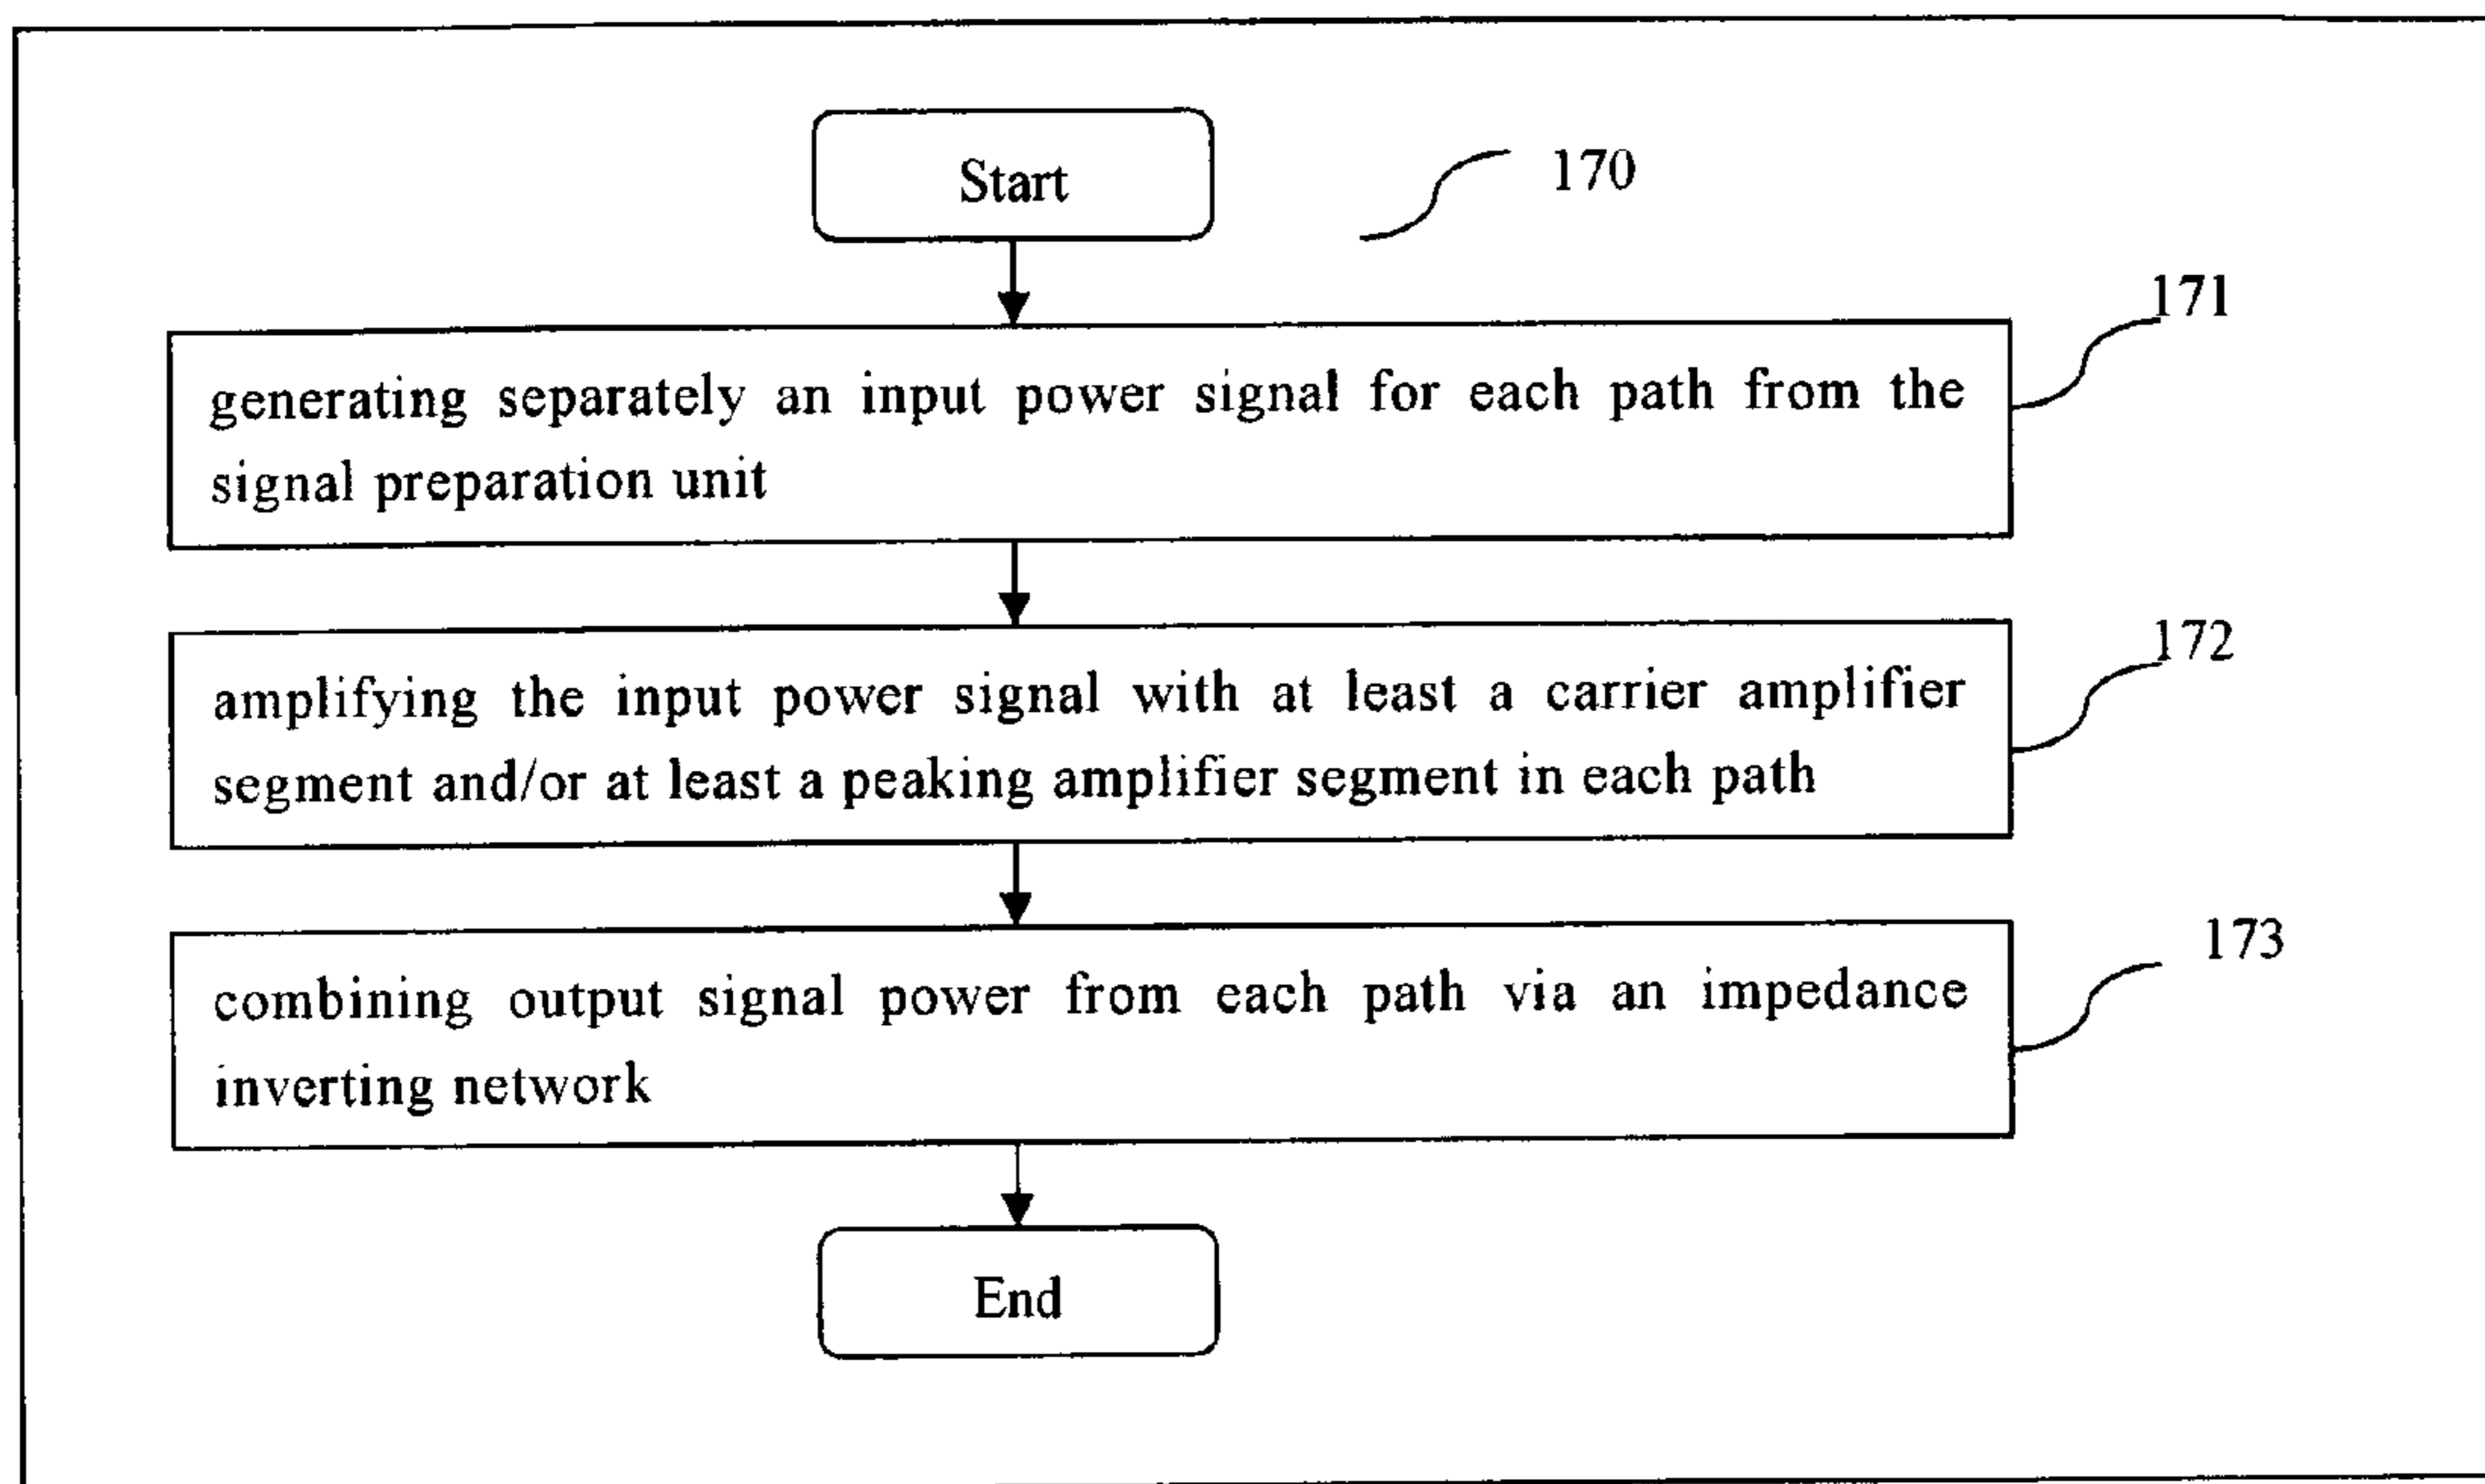 Start
170
171
generating separately an input power signal for each path from the
signal preparation unit
172
amplifying the input power signal with at least a carrier amplifier
segment and/or at least a peaking amplifier segment in each path
173
combining output signal power from each path via an impedance
inverting network
End